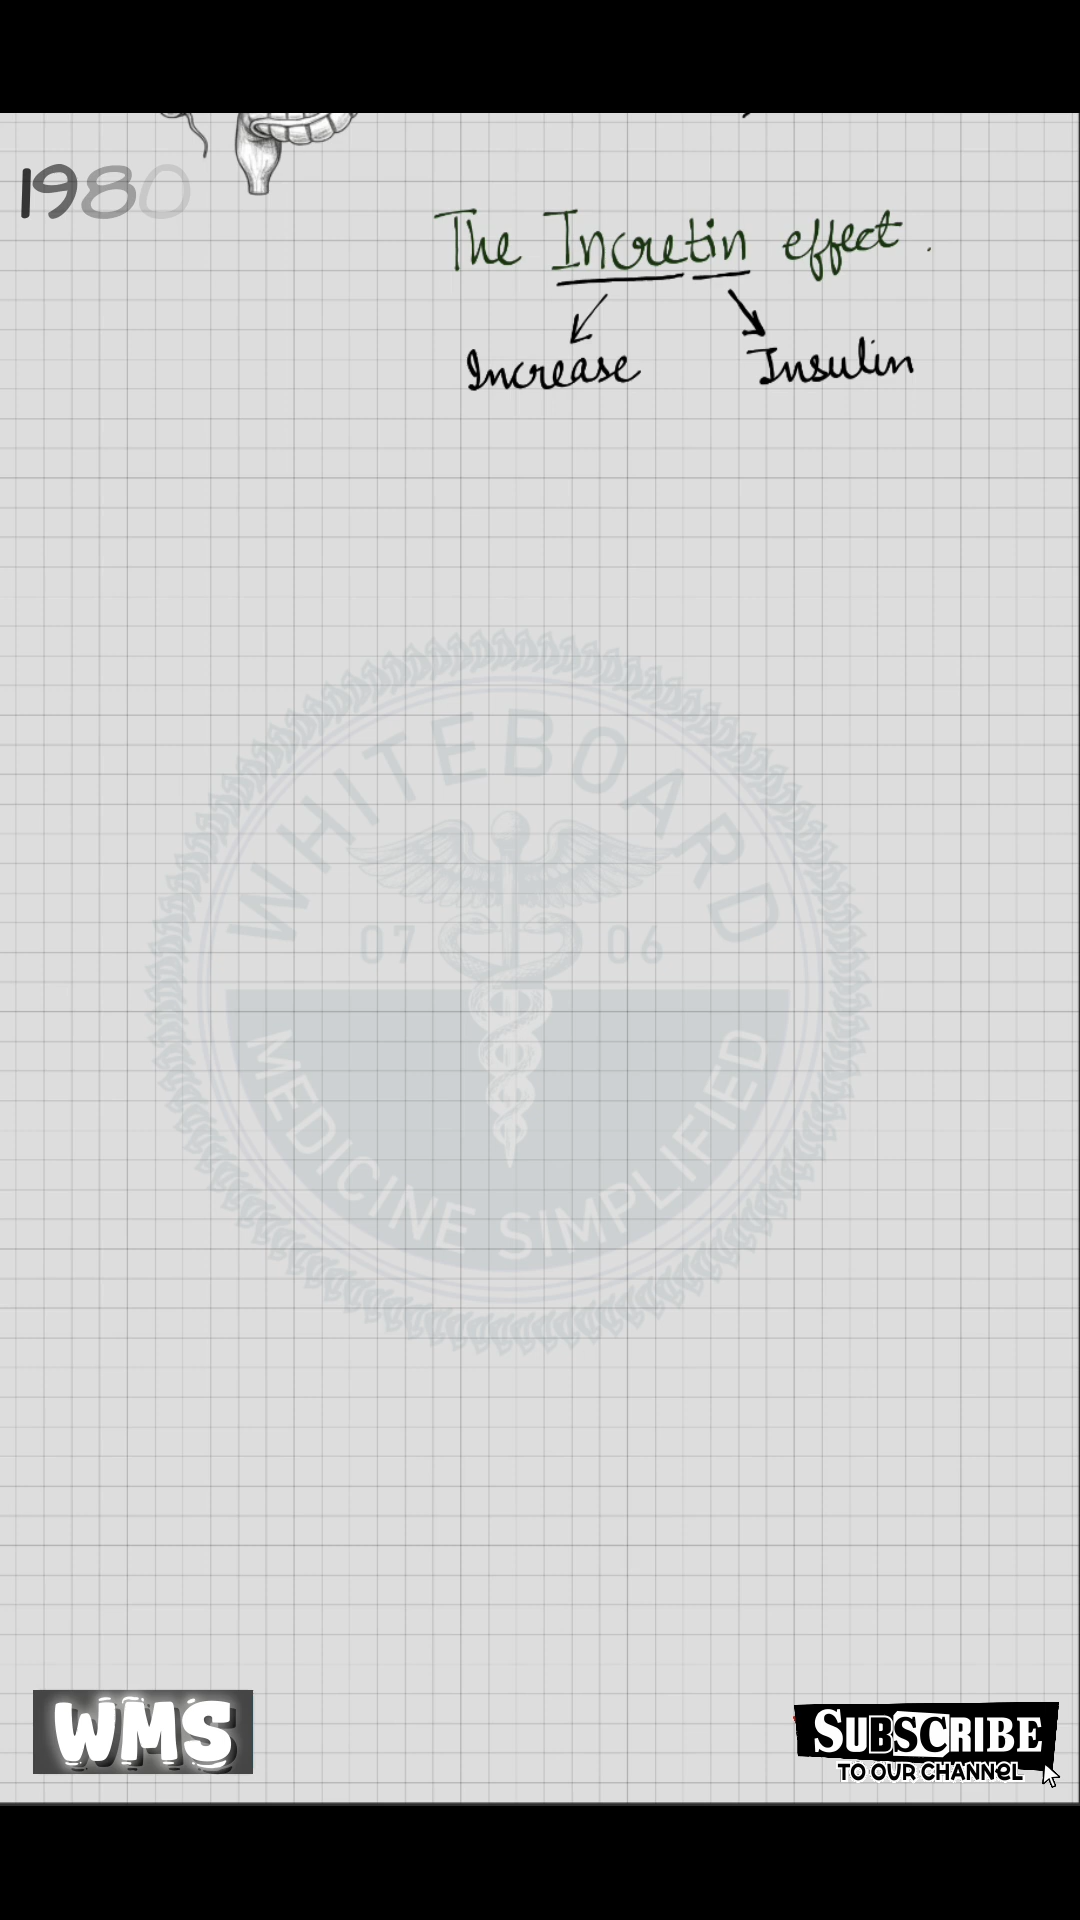 1980
The Incretin effect.
Increase Insulin
WHITEBOARD
07 06
MEDICINE SIMPLIFIED
WMS
SUBSCRIBE
TO OUR CHANNEL